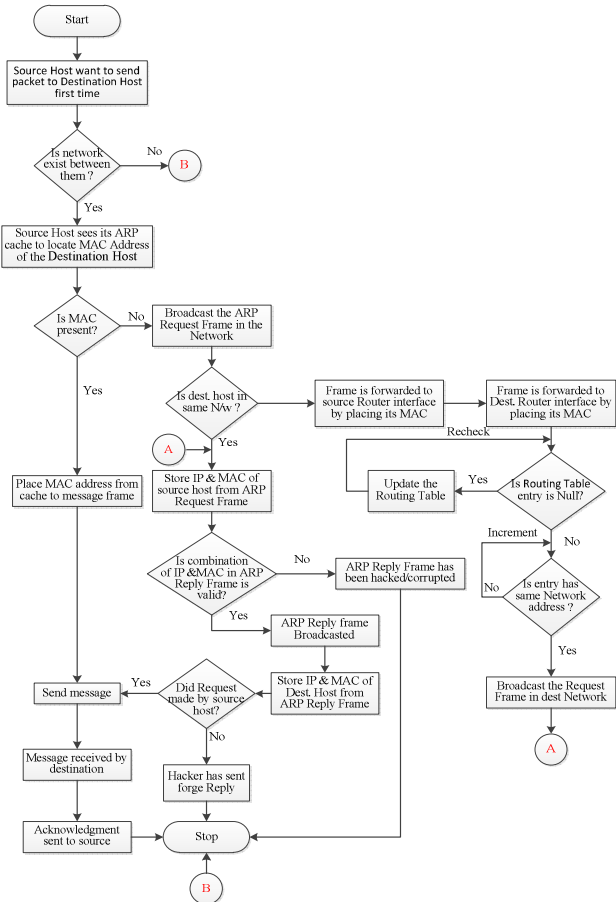 Start
Source Host want to send
packet to Destination Host
first time
Is network
exist between
them ?
No
B
Yes
Source Host sees its ARP
cache to locate MAC Address
of the Destination Host
Is MAC
present?
No
Broadcast the ARP
Request Frame in the
Network
Yes
Is dest. host in
same N/w ?
Frame is forwarded to
source Router interface
by placing its MAC
Frame is forwarded to
Dest. Router interface by
placing its MAC
Recheck
A
Yes
Place MAC address from
cache to message frame
Store IP & MAC of
source host from ARP
Request Frame
Update the
Routing Table
Yes
Is Routing Table
entry is Null?
Increment
No
Is combination
of IP &MAC in ARP
Reply Frame is
valid?
No
ARP Reply Frame has
been hacked/corrupted
No
Is entry has
same Network
address ?
Yes
ARP Reply frame
Broadcasted
Yes
Send message
Yes
Did Request
made by source
host?
Store IP & MAC of
Dest. Host from
ARP Reply Frame
Broadcast the Request
Frame in dest Network
No
A
Message received by
destination
Hacker has sent
forge Reply
Acknowledgment
sent to source
Stop
B